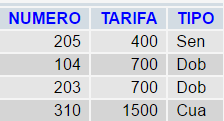 NUMERO TARIFA TIPO
205 400 Sen
104 700 Dob
203 700 Dob
310 1500 Cua